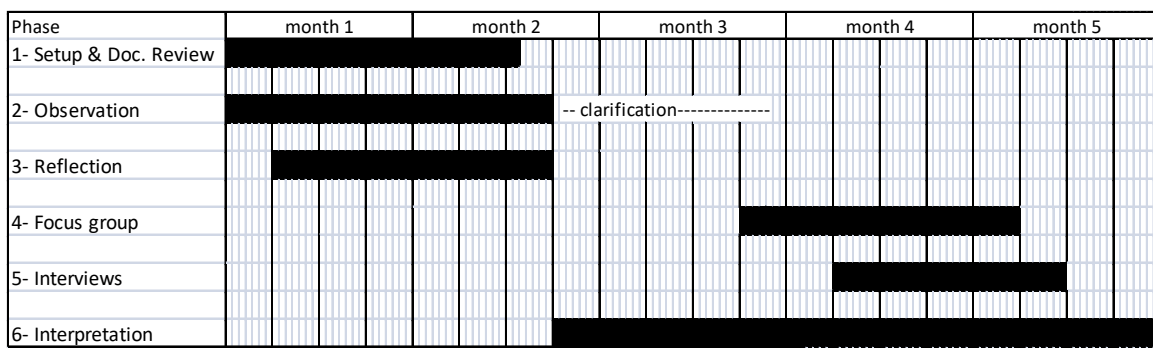 Phase month 1 month 2 month 3 month 4 month 5
1- Setup & Doc. Review
2- Observation -- clarification--------------
3- Reflection
4- Focus group
5- Interviews
6- Interpretation